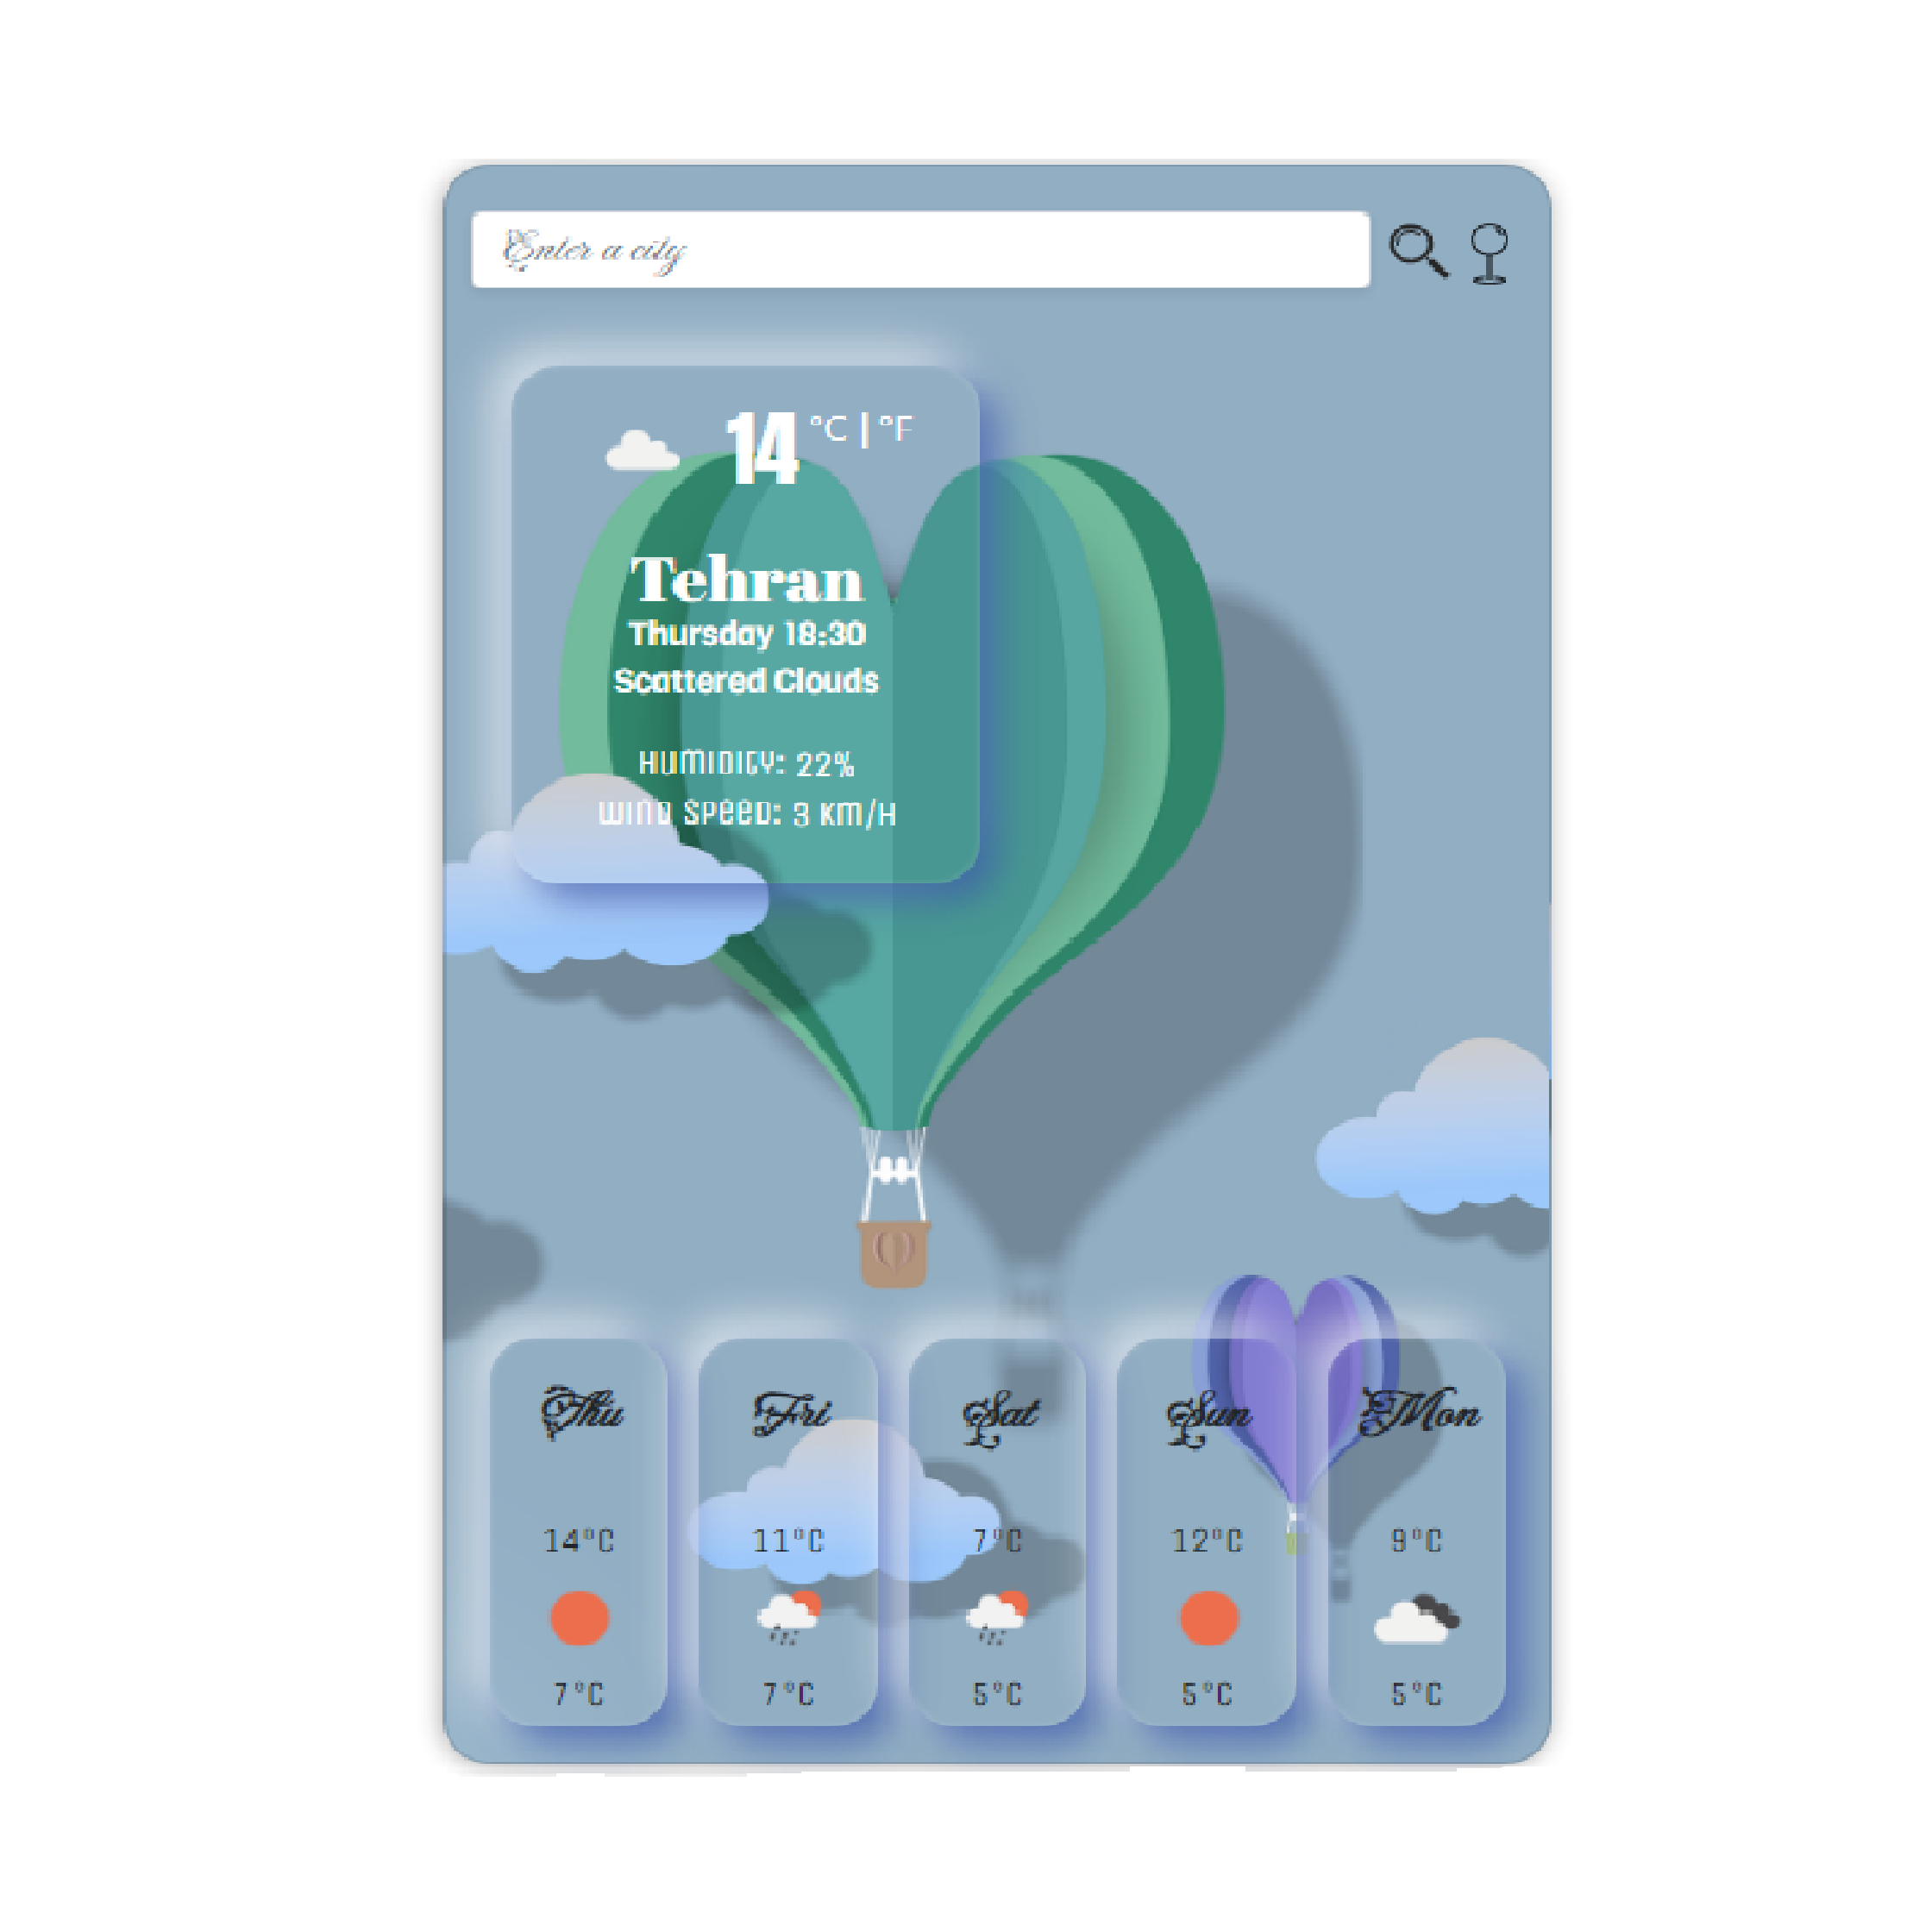 Enter a city
14 °C | °F
Tehran
Thursday 18:30
Scattered Clouds
HUMIDITY: 22%
WIND SPEED: 3 KM/H
Thu Fri Sat Sun Mon
14°C 11°C 7°C 12°C 9°C
7°C 7°C 5°C 5°C 5°C